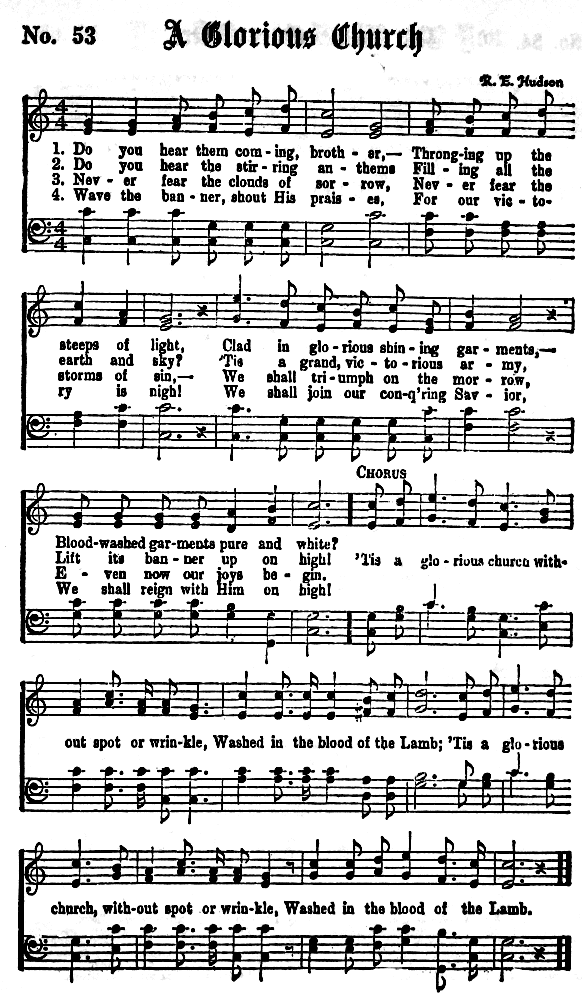 No. 53 A Glorious Church
R. E. Hudson
4 4
1. Do you hear them com - ing, broth - er,— Throng-ing up the
2. Do you hear the stir - ring an - thems Fill - ing all the
3. Nev - er fear the clouds of sor - row, Nev - er fear the
4. Wave the ban - ner, shout His prais - es, For our vic - to-
4 4
steeps of light, Clad in glo - rious shin - ing gar - ments,—
earth and sky? 'Tis a grand, vic - to - rious ar - my,
storms of sin,— We shall tri - umph on the mor - row,
ry is nigh! We shall join our con-q'ring Sav - ior,
CHORUS
Blood-washed gar-ments pure and white?
Lift its ban - ner up on high! 'Tis a glo - rious church with-
E - ven now our joys be - gin.
We shall reign with Him on high!
out spot or wrin-kle, Washed in the blood of the Lamb; 'Tis a glo - rious
church, with-out spot or wrin-kle, Washed in the blood of the Lamb.